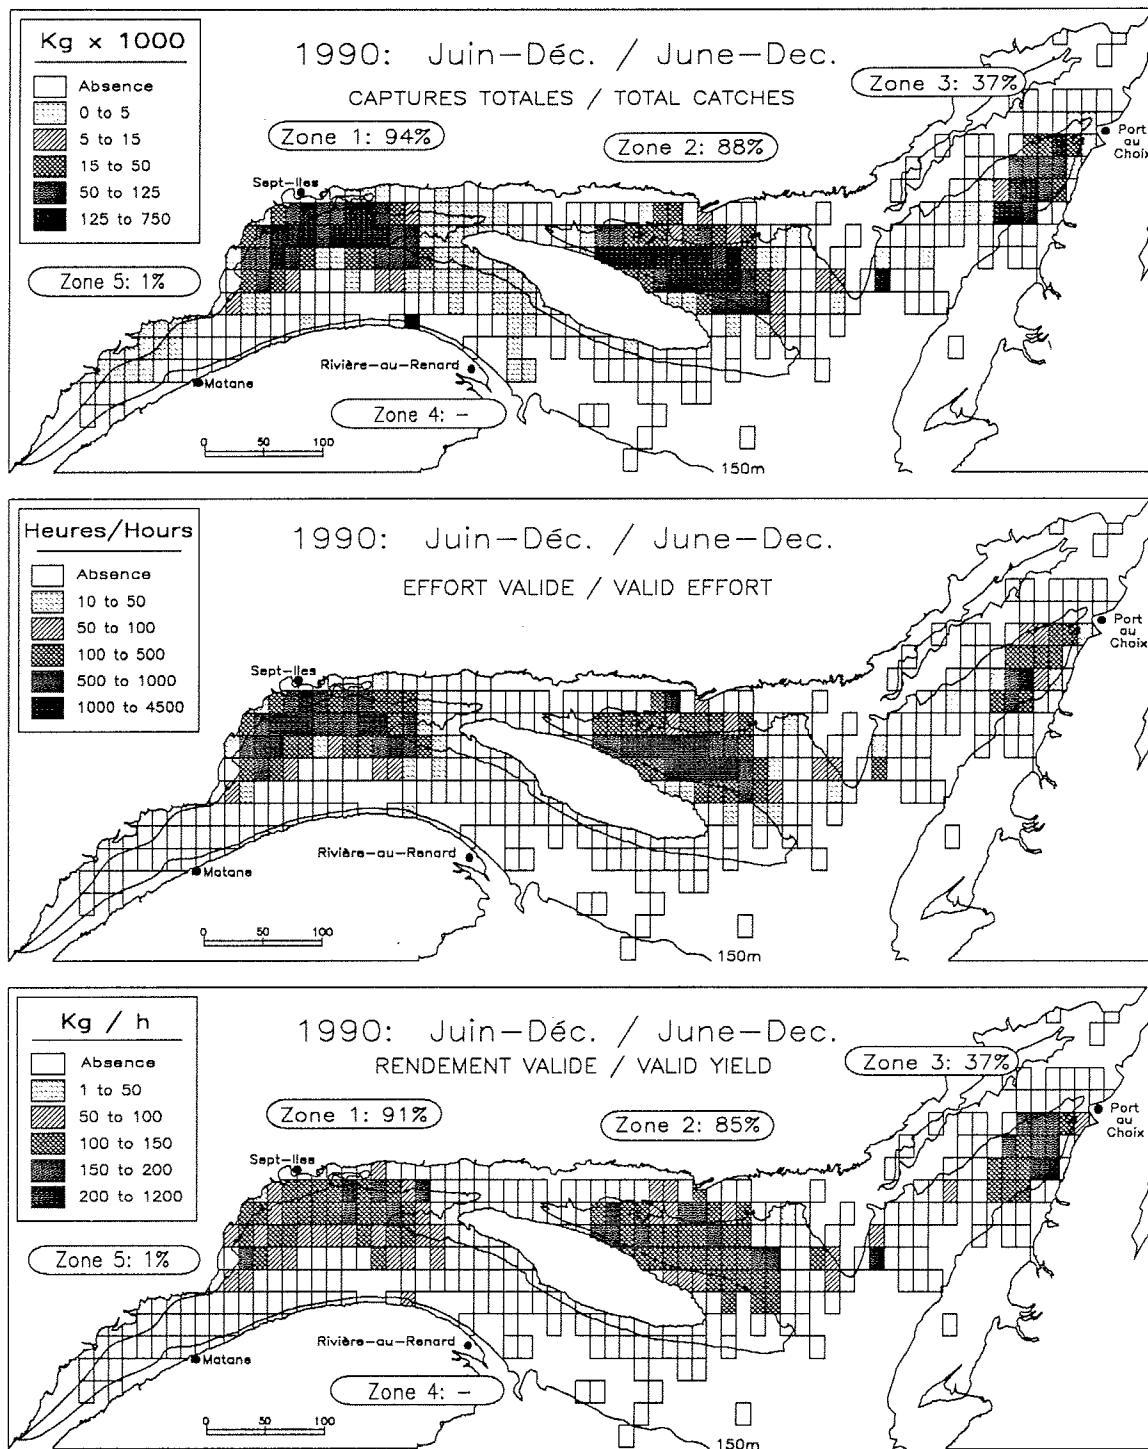 Kg x 1000
Absence
0 to 5
5 to 15
15 to 50
50 to 125
125 to 750
1990: Juin-Déc. / June-Dec.
CAPTURES TOTALES / TOTAL CATCHES
Zone 3: 37%
Zone 1: 94%
Zone 2: 88%
Port
au
Choix
Sept-Iles
Zone 5: 1%
Rivière-au-Renard
Matane
Zone 4: -
0 50 100
150m
Heures/Hours
Absence
10 to 50
50 to 100
100 to 500
500 to 1000
1000 to 4500
1990: Juin-Déc. / June-Dec.
EFFORT VALIDE / VALID EFFORT
Port
au
Choix
Sept-Iles
Rivière-au-Renard
Matane
0 50 100
150m
Kg / h
Absence
1 to 50
50 to 100
100 to 150
150 to 200
200 to 1200
1990: Juin-Déc. / June-Dec.
RENDEMENT VALIDE / VALID YIELD
Zone 3: 37%
Zone 1: 91%
Zone 2: 85%
Port
au
Choix
Sept-Iles
Zone 5: 1%
Rivière-au-Renard
Matane
Zone 4: -
0 50 100
150m